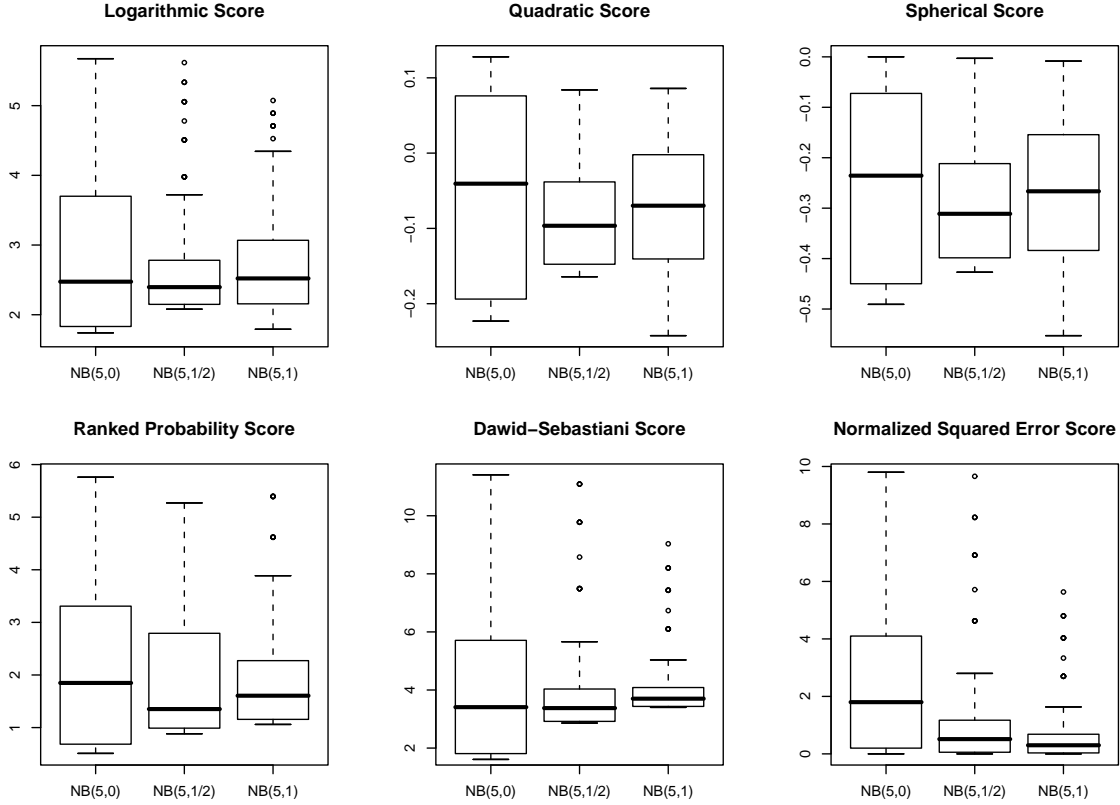 Logarithmic Score
5
4
3
2
NB(5,0) NB(5,1/2) NB(5,1)
Quadratic Score
0.1
0.0
−0.1
−0.2
NB(5,0) NB(5,1/2) NB(5,1)
Spherical Score
0.0
−0.1
−0.2
−0.3
−0.4
−0.5
NB(5,0) NB(5,1/2) NB(5,1)
Ranked Probability Score
6
5
4
3
2
1
NB(5,0) NB(5,1/2) NB(5,1)
Dawid−Sebastiani Score
10
8
6
4
2
NB(5,0) NB(5,1/2) NB(5,1)
Normalized Squared Error Score
10
8
6
4
2
0
NB(5,0) NB(5,1/2) NB(5,1)